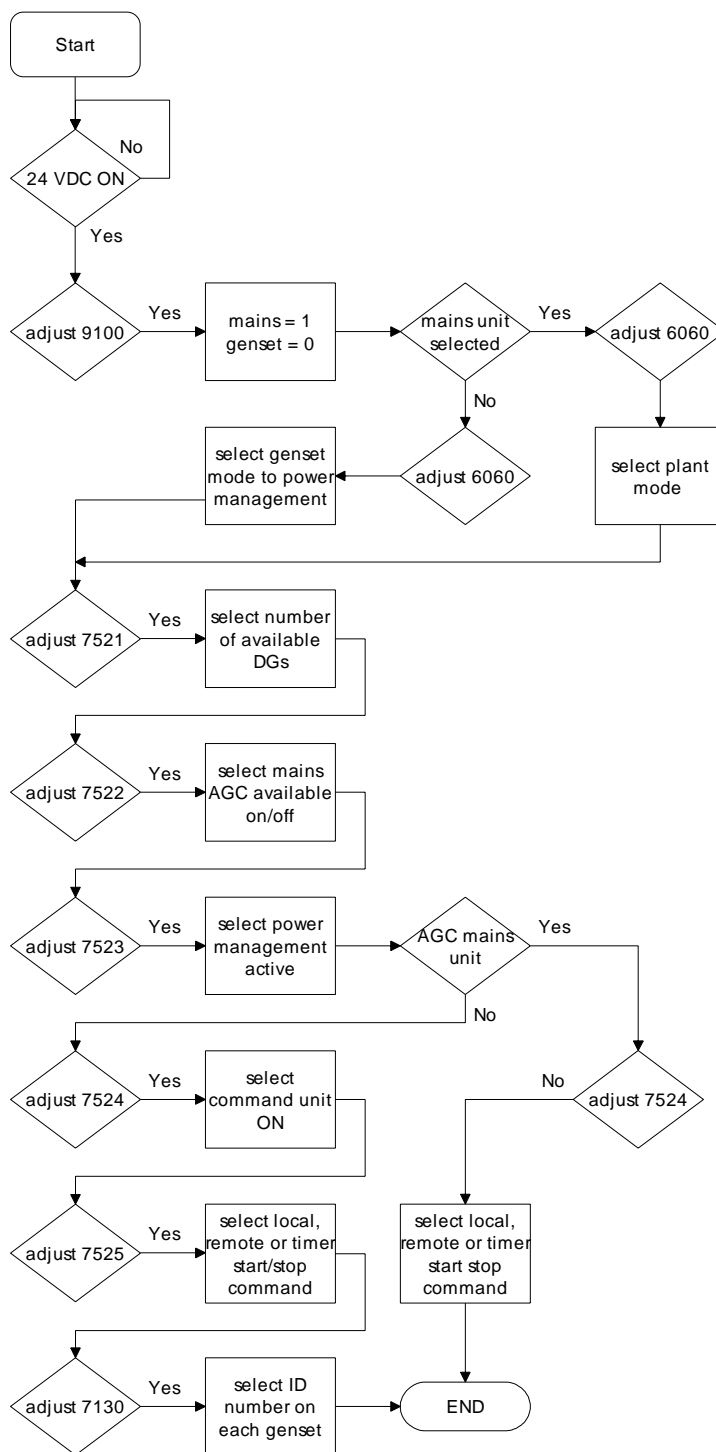 Start
No
24 VDC ON
Yes
adjust 9100
Yes
mains = 1
genset = 0
mains unit
selected
Yes
adjust 6060
No
select genset
mode to power
management
adjust 6060
select plant
mode
adjust 7521
Yes
select number
of available
DGs
adjust 7522
Yes
select mains
AGC available
on/off
adjust 7523
Yes
select power
management
active
AGC mains
unit
Yes
No
adjust 7524
Yes
select
command unit
ON
No
adjust 7524
adjust 7525
Yes
select local,
remote or timer
start/stop
command
select local,
remote or timer
start stop
command
adjust 7130
Yes
select ID
number on
each genset
END